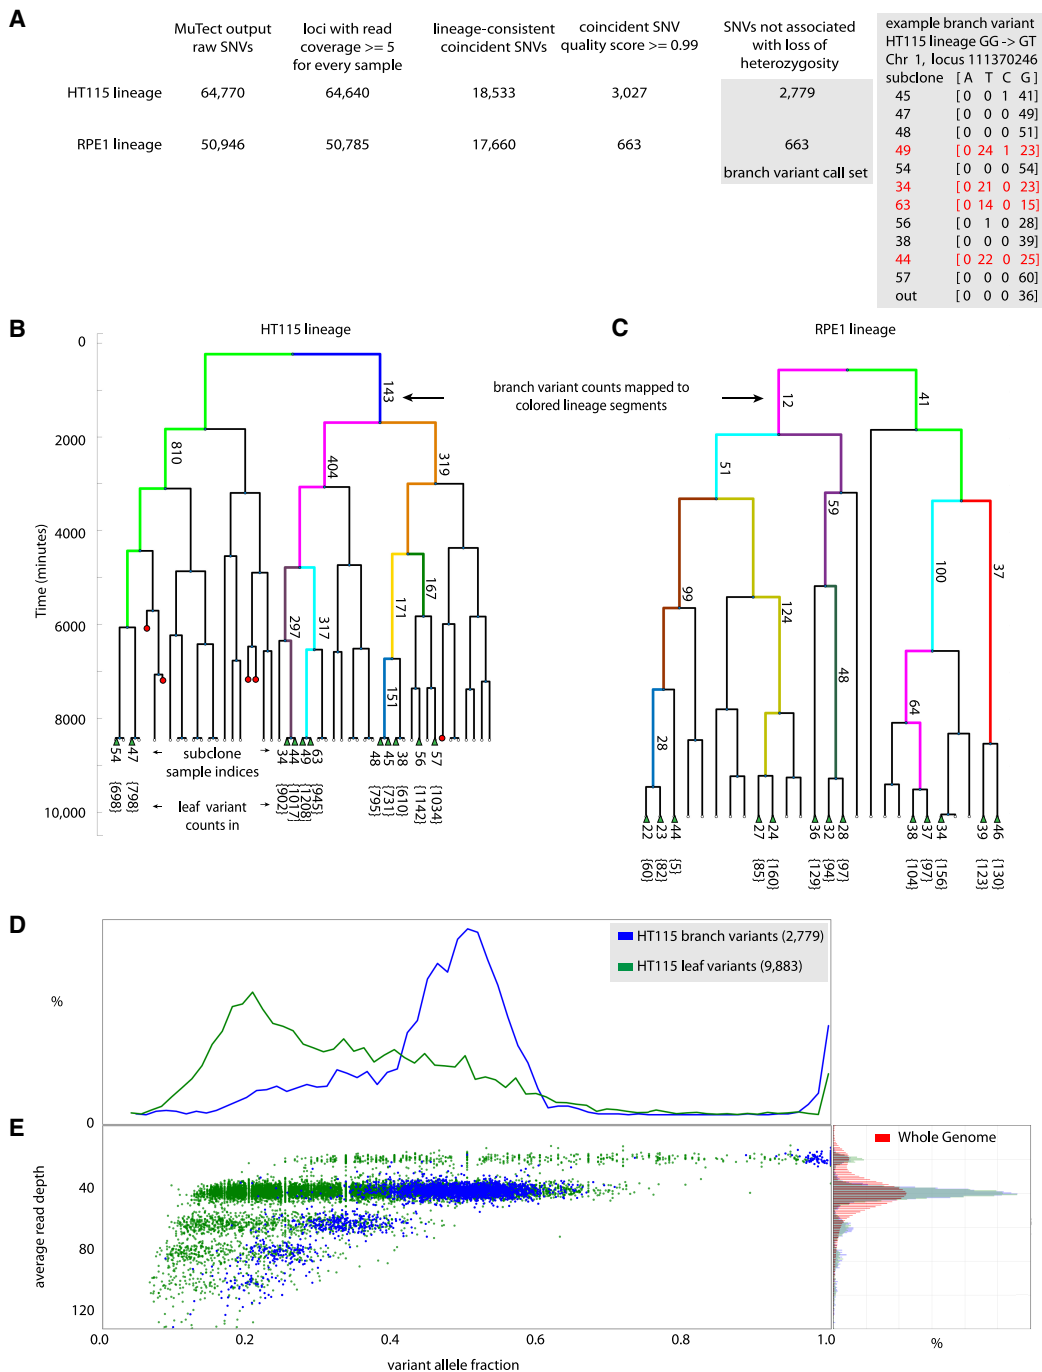 A
MuTect output
raw SNVs
loci with read
coverage >= 5
for every sample
lineage-consistent
coincident SNVs
coincident SNV
quality score >= 0.99
SNVs not associated
with loss of
heterozygosity
HT115 lineage 64,770 64,640 18,533 3,027 2,779
RPE1 lineage 50,946 50,785 17,660 663 663
branch variant call set
example branch variant
HT115 lineage GG -> GT
Chr 1, locus 111370246
subclone [ A T C G ]
45 [ 0 0 1 41]
47 [ 0 0 0 49]
48 [ 0 0 0 51]
49 [ 0 24 1 23]
54 [ 0 0 0 54]
34 [ 0 21 0 23]
63 [ 0 14 0 15]
56 [ 0 1 0 28]
38 [ 0 0 0 39]
44 [ 0 22 0 25]
57 [ 0 0 0 60]
out [ 0 0 0 36]
B
HT115 lineage
Time (minutes)
0
2000
4000
6000
8000
10,000
143
810
404
319
167
171
297
317
151
branch variant counts mapped to
colored lineage segments
subclone
sample indices
leaf variant
counts in
54 47 34 44 49 63 48 45 38 56 57
{698} {798} {902} {1017} {1208} {945} {795} {731} {610} {1142} {1034}
C
RPE1 lineage
12
41
51
59
100
37
99
124
48
64
28
22 23 44 27 24 36 32 28 38 37 34 39 46
{60} {82} {5} {85} {160} {129} {94} {97} {104} {97} {156} {123} {130}
D
%
0
HT115 branch variants (2,779)
HT115 leaf variants (9,883)
E
average read depth
40
60
80
120
0.0 0.2 0.4 0.6 0.8 1.0
variant allele fraction
Whole Genome
%